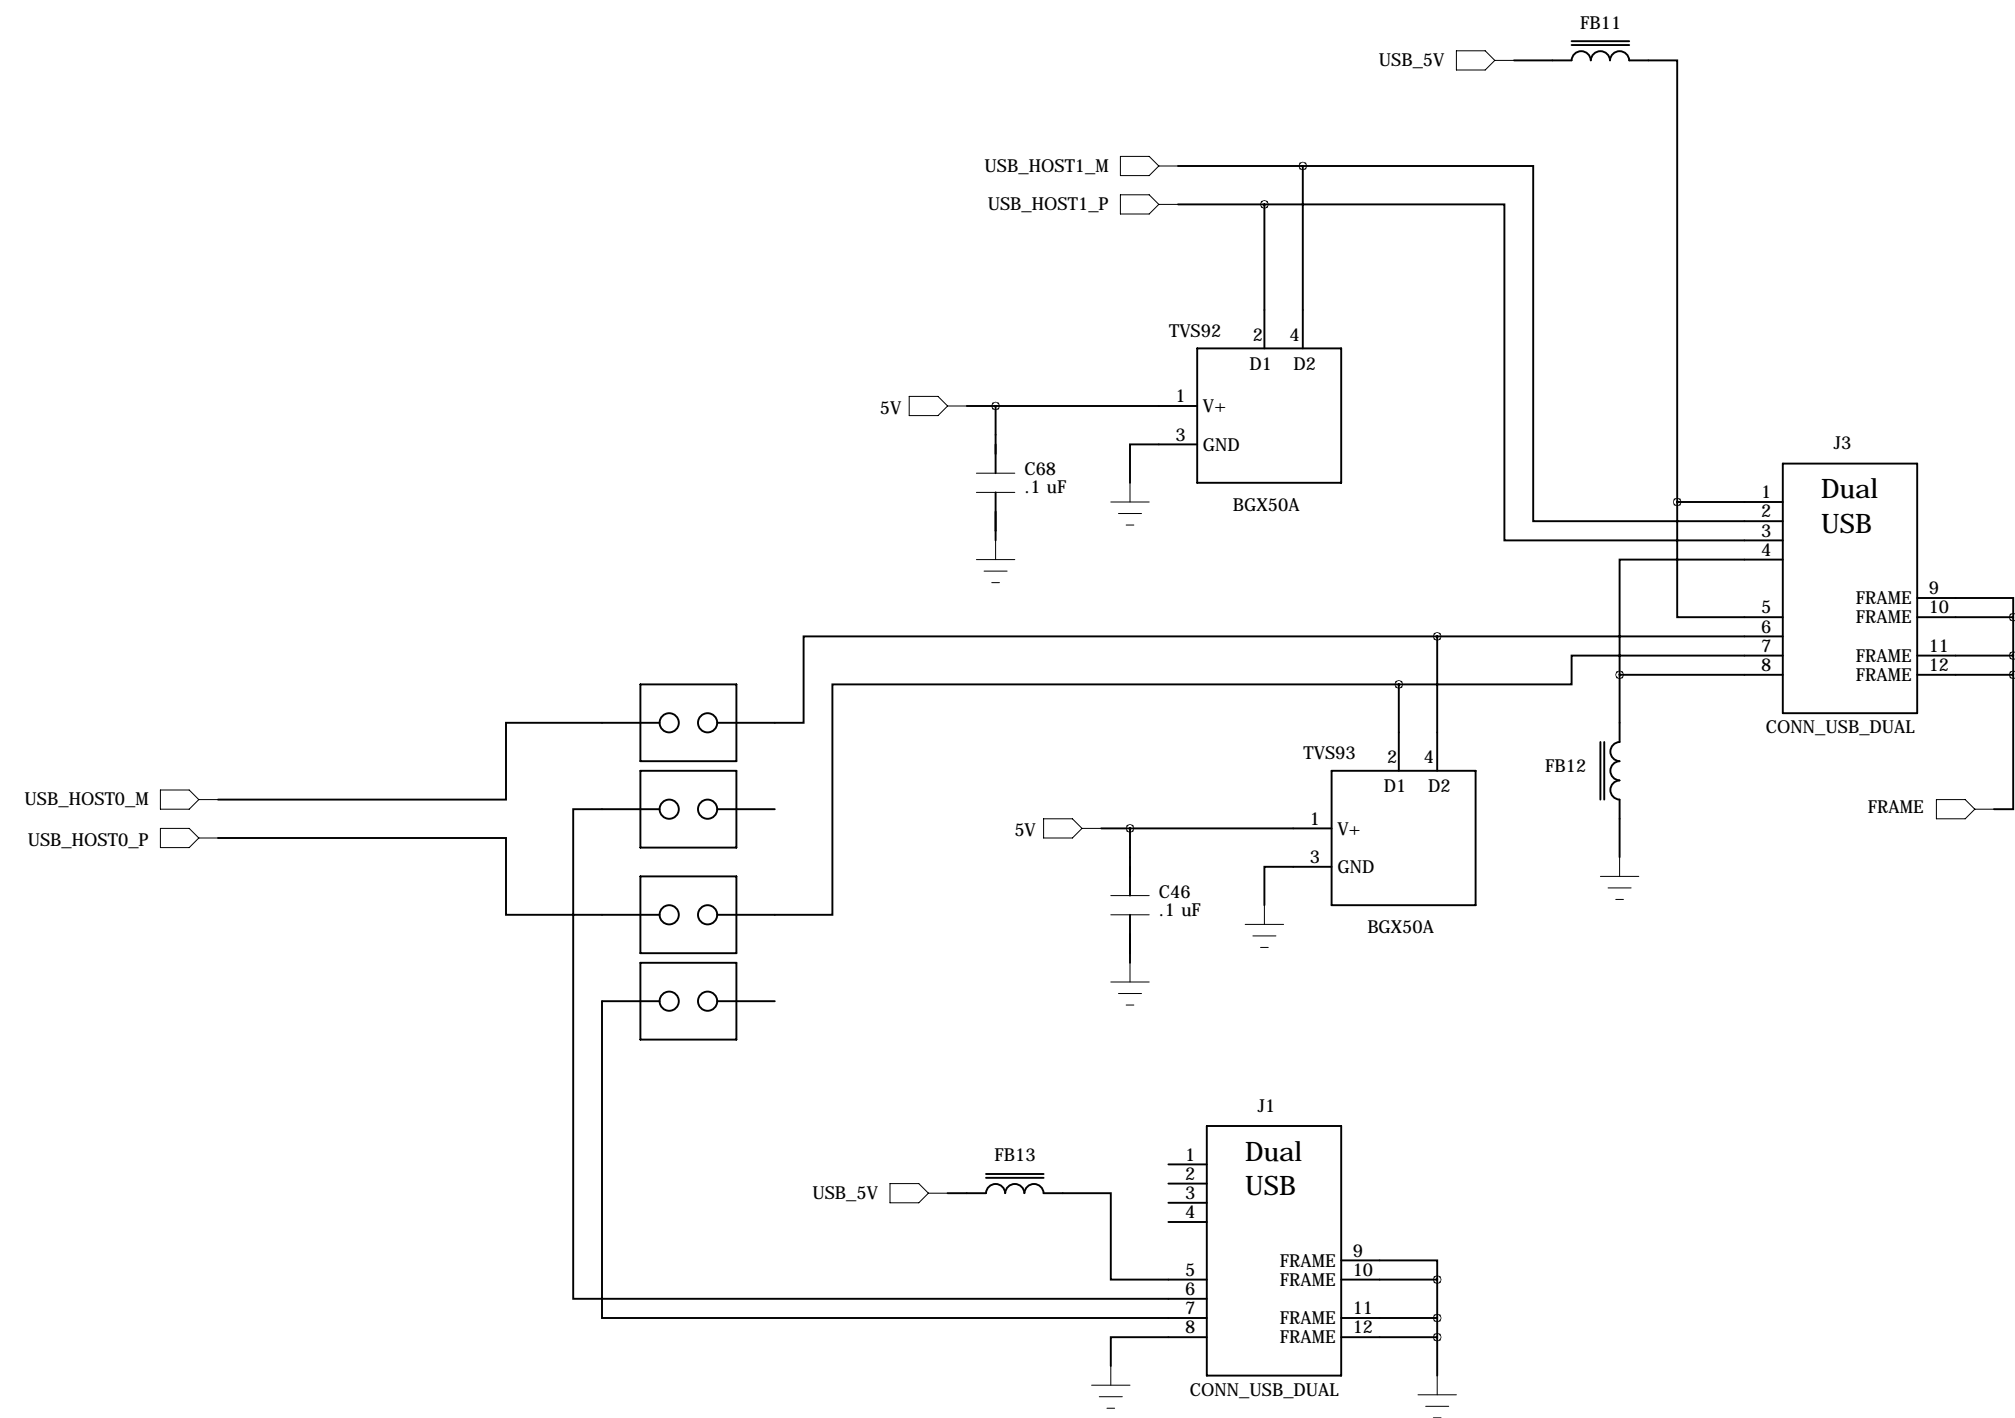 FB11
USB_5V
USB_HOST1_M
USB_HOST1_P
TVS92
2
4
D1
D2
5V
1
V+
3
GND
C68
.1 uF
BGX50A
J3
Dual
USB
1
2
3
4
5
6
7
8
FRAME
9
FRAME
10
FRAME
11
FRAME
12
CONN_USB_DUAL
TVS93
2
4
D1
D2
FB12
USB_HOST0_M
USB_HOST0_P
5V
1
V+
3
GND
FRAME
C46
.1 uF
BGX50A
J1
Dual
USB
FB13
USB_5V
1
2
3
4
5
6
7
8
FRAME
9
FRAME
10
FRAME
11
FRAME
12
CONN_USB_DUAL